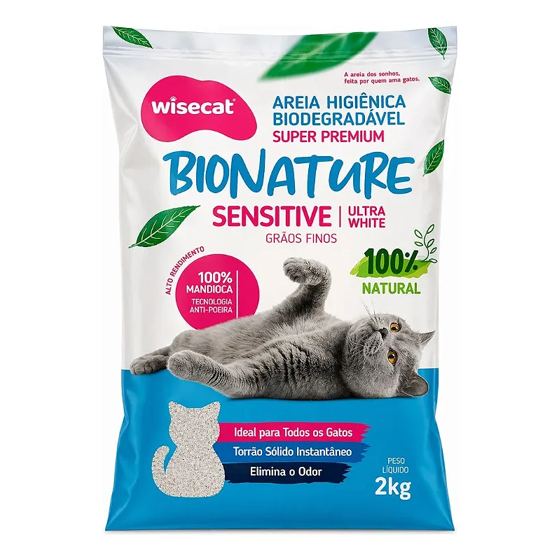 A areia dos sonhos,
feita por quem ama gatos.
wisecat
AREIA HIGIÊNICA
BIODEGRADÁVEL
SUPER PREMIUM
BIONATURE
SENSITIVE | ULTRA
WHITE
GRÃOS FINOS
ALTO RENDIMENTO
100%
MANDIOCA
TECNOLOGIA
ANTI-POEIRA
100%
NATURAL
Ideal para Todos os Gatos
Torrão Sólido Instantâneo
Elimina o Odor
PESO
LÍQUIDO
2kg